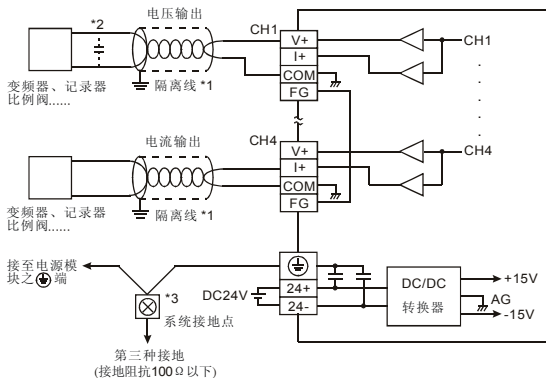 电压输出
*2
CH1
V+
I+
COM
FG
CH1
变频器、记录器
比例阀......
隔离线 *1
电流输出
CH4
V+
I+
COM
FG
CH4
变频器、记录器
比例阀......
隔离线 *1
接至电源模
块之 端
*3
系统接地点
第三种接地
(接地阻抗100Ω以下)
DC24V
24+
24-
DC/DC
转换器
+15V
AG
-15V